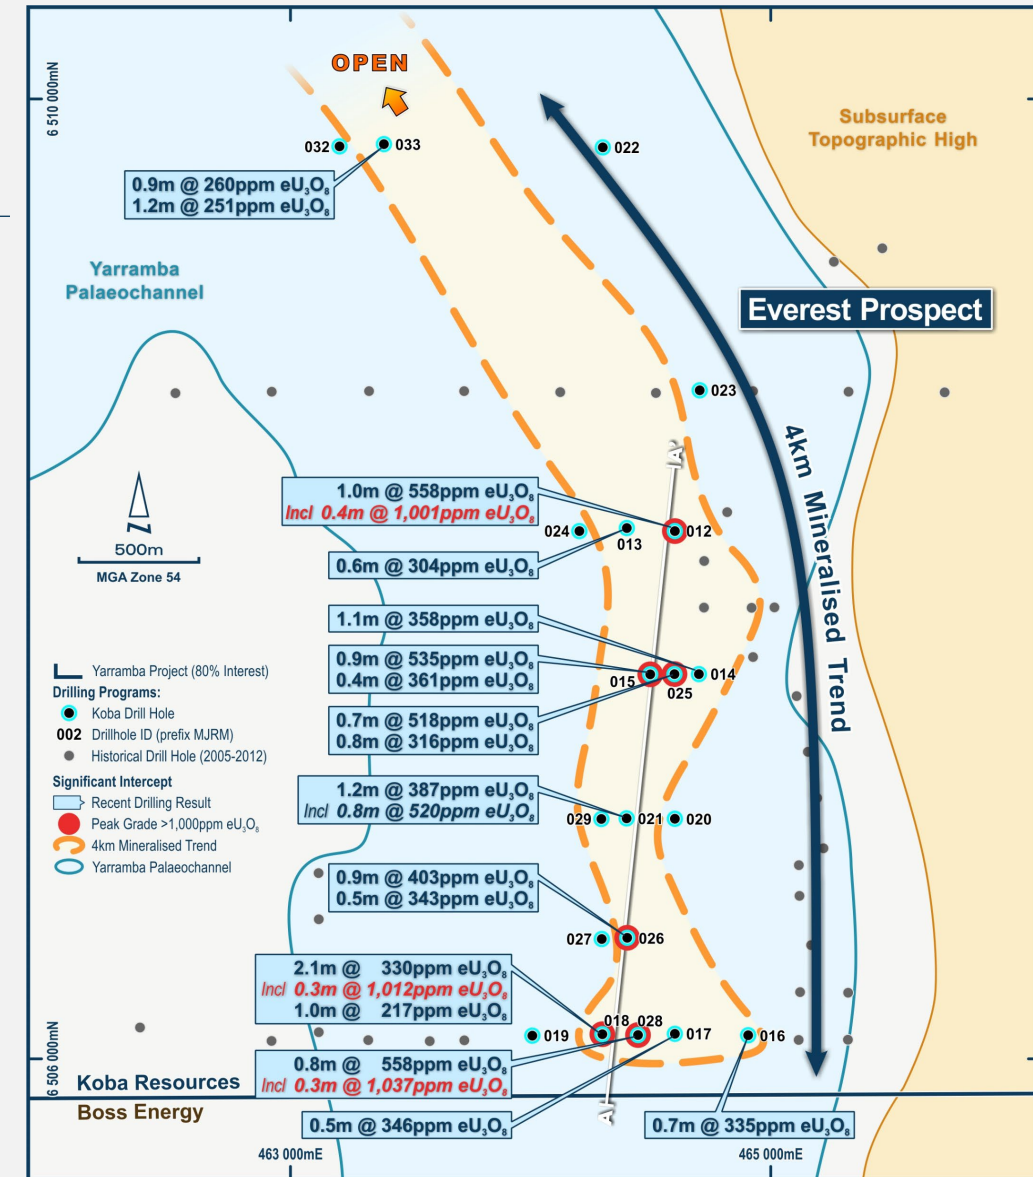 OPEN
6 510 000mN
Subsurface
Topographic High
032
033
022
0.9m @ 260ppm eU₃O₈
1.2m @ 251ppm eU₃O₈
Yarramba
Palaeochannel
Everest Prospect
023
4km Mineralised Trend
A'
1.0m @ 558ppm eU₃O₈
Incl 0.4m @ 1,001ppm eU₃O₈
024
013
012
0.6m @ 304ppm eU₃O₈
N
500m
MGA Zone 54
1.1m @ 358ppm eU₃O₈
0.9m @ 535ppm eU₃O₈
0.4m @ 361ppm eU₃O₈
015
025
014
0.7m @ 518ppm eU₃O₈
0.8m @ 316ppm eU₃O₈
Yarramba Project (80% Interest)
Drilling Programs:
Koba Drill Hole
002 Drillhole ID (prefix MJRM)
Historical Drill Hole (2005-2012)
Significant Intercept
Recent Drilling Result
Peak Grade >1,000ppm eU₃O₈
4km Mineralised Trend
Yarramba Palaeochannel
1.2m @ 387ppm eU₃O₈
Incl 0.8m @ 520ppm eU₃O₈
029
021
020
0.9m @ 403ppm eU₃O₈
0.5m @ 343ppm eU₃O₈
027
026
2.1m @ 330ppm eU₃O₈
Incl 0.3m @ 1,012ppm eU₃O₈
1.0m @ 217ppm eU₃O₈
019
018
028
017
016
0.8m @ 558ppm eU₃O₈
Incl 0.3m @ 1,037ppm eU₃O₈
6 506 000mN
Koba Resources
Boss Energy
A
0.5m @ 346ppm eU₃O₈
0.7m @ 335ppm eU₃O₈
463 000mE
465 000mE